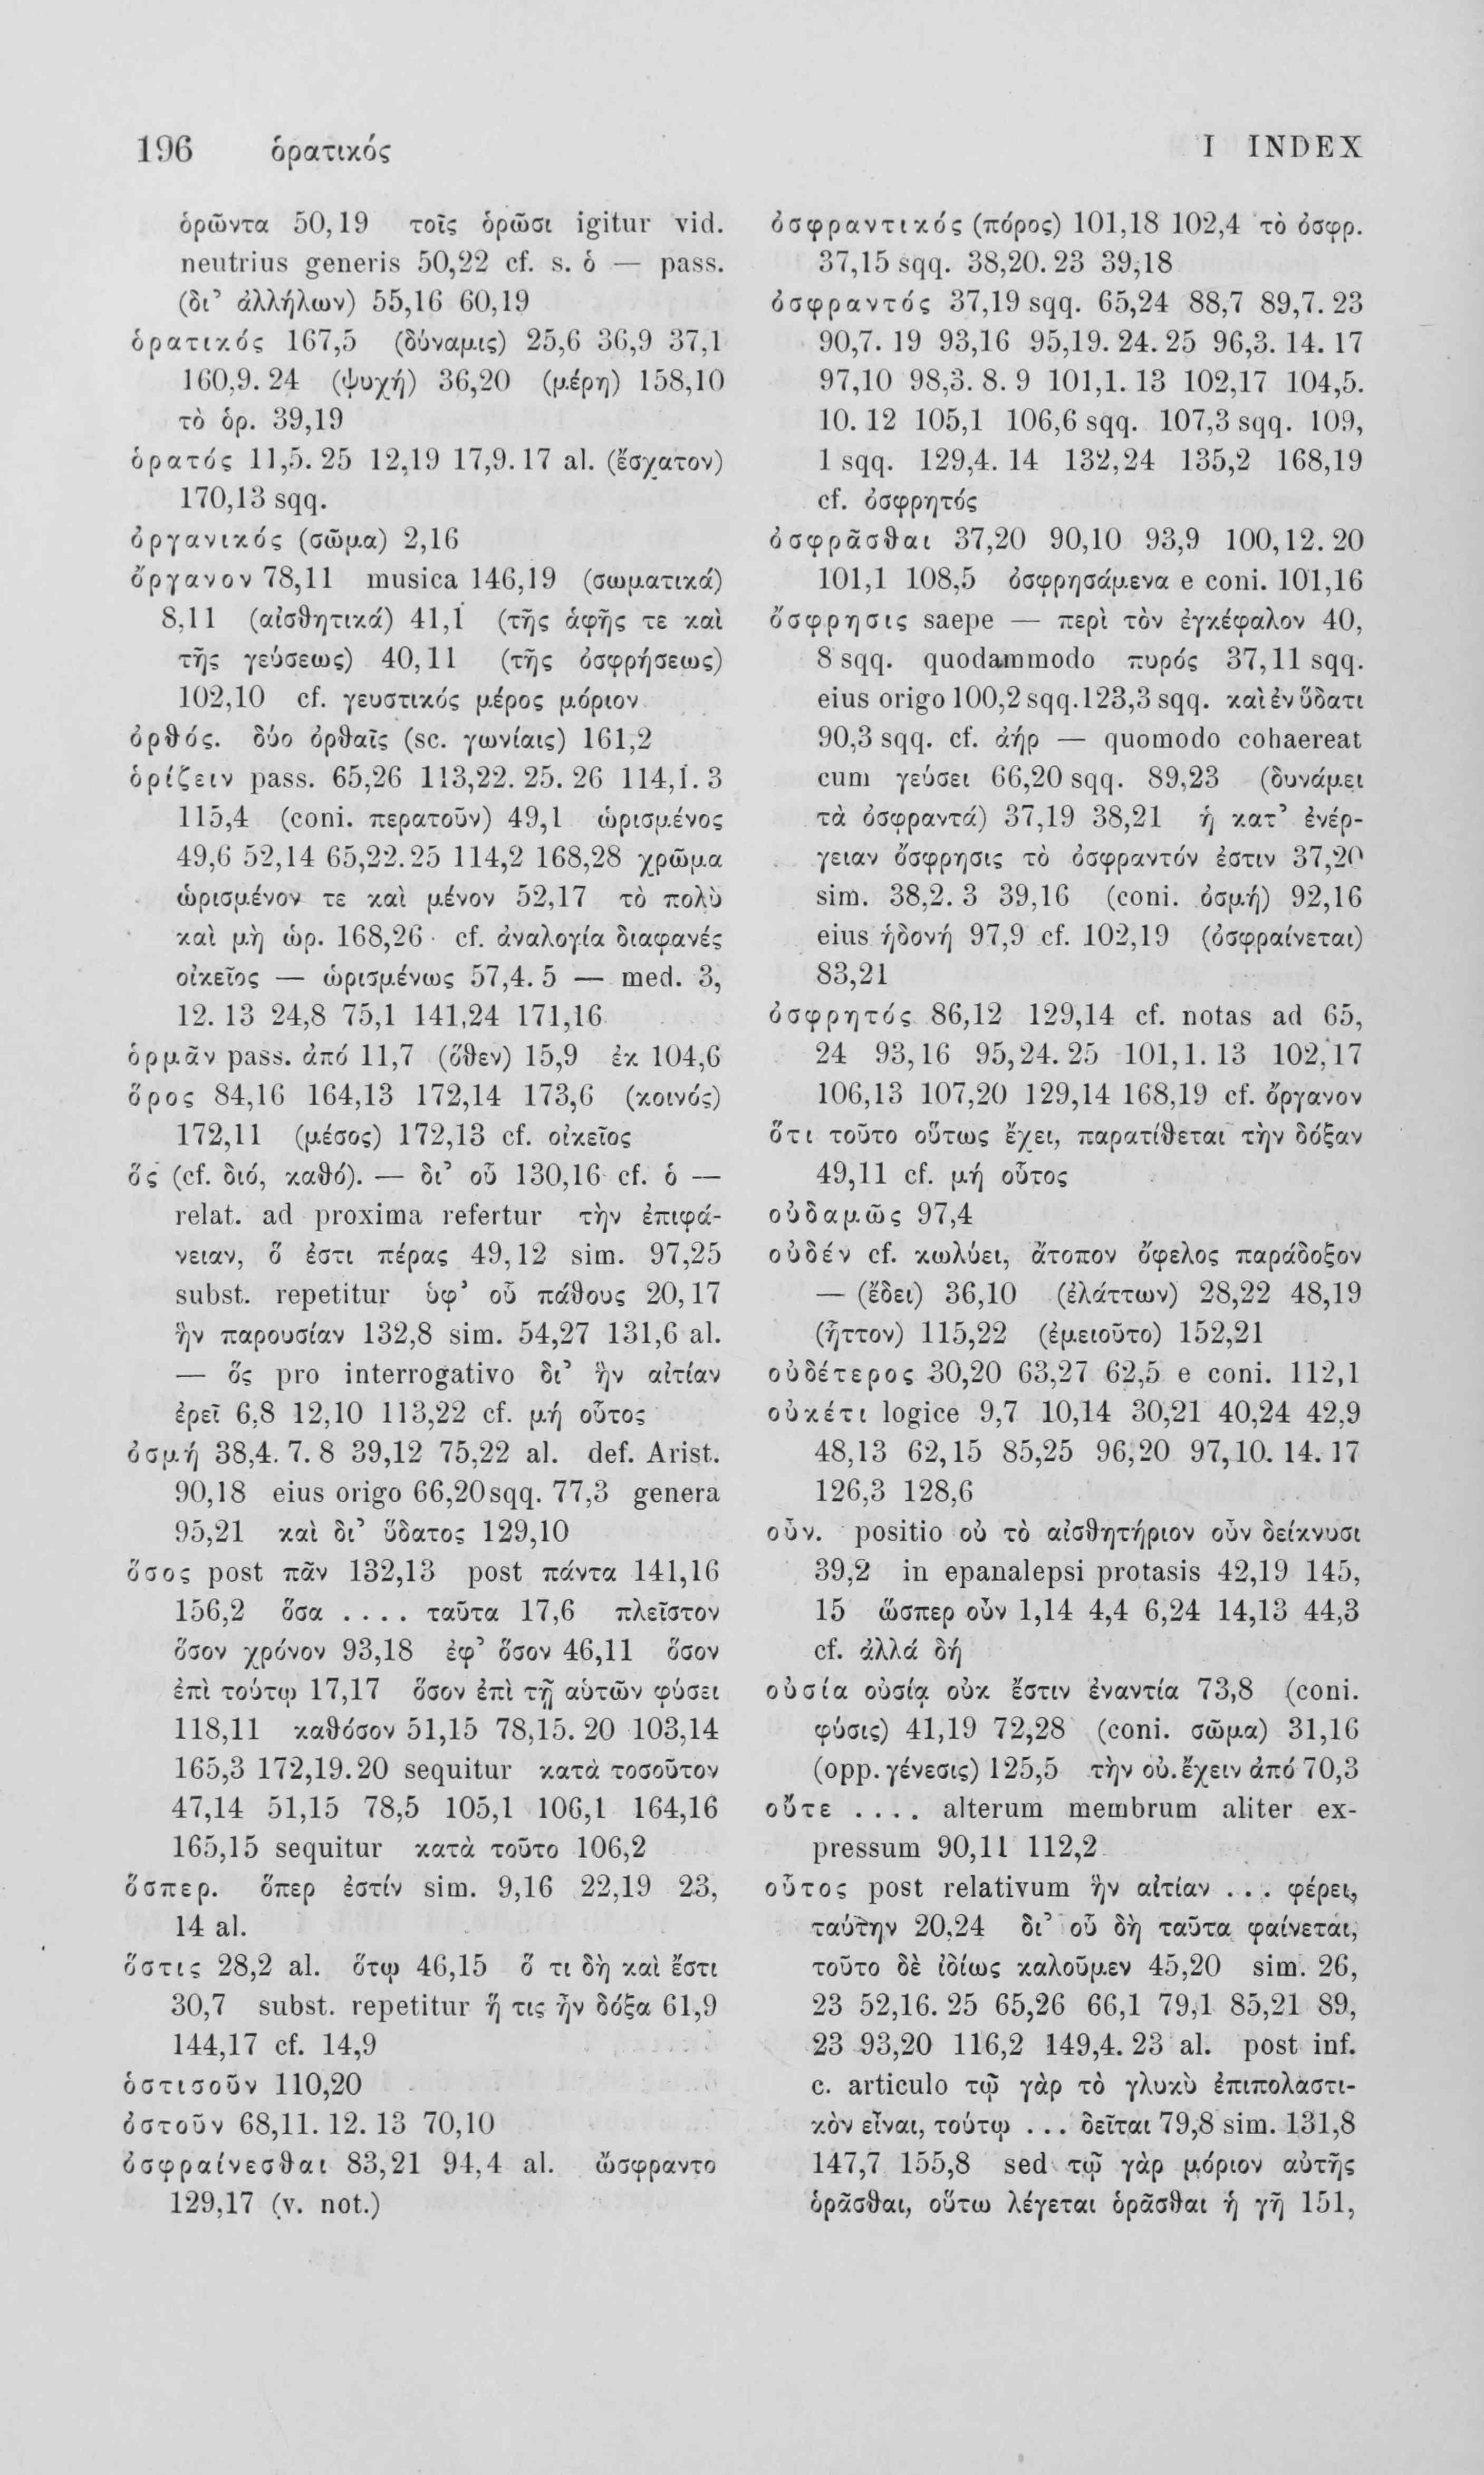 196 ὁρατικός I INDEX
ὁρῶντα 50,19 τοῖς ὁρῶσι igitur vid.
neutrius generis 50,22 cf. s. ὁ — pass.
(δι’ ἀλλήλων) 55,16 60,19
ὁρατικός 167,5 (δύναμις) 25,6 36,9 37,1
160,9. 24 (ψυχή) 36,20 (μέρη) 158,10
τὸ ὁρ. 39,19
ὁρατός 11,5. 25 12,19 17,9. 17 al. (ἔσχατον)
170,13 sqq.
ὀργανικός (σῶμα) 2,16
ὄργανον 78,11 musica 146,19 (σωματικά)
8,11 (αἰσθητικά) 41,1 (τῆς ἁφῆς τε καὶ
τῆς γεύσεως) 40,11 (τῆς ὀσφρήσεως)
102,10 cf. γευστικός μέρος μόριον
ὀρθός. δύο ὀρθαῖς (sc. γωνίαις) 161,2
ὁρίζειν pass. 65,26 113,22. 25. 26 114,1. 3
115,4 (coni. περατοῦν) 49,1 ὡρισμένος
49,6 52,14 65,22. 25 114,2 168,28 χρῶμα
ὡρισμένον τε καὶ μένον 52,17 τὸ πολὺ
καὶ μὴ ὡρ. 168,26 cf. ἀναλογία διαφανές
οἰκεῖος — ὡρισμένως 57,4. 5 — med. 3,
12. 13 24,8 75,1 141,24 171,16
ὁρμᾶν pass. ἀπό 11,7 (ὅθεν) 15,9 ἐκ 104,6
ὅρος 84,16 164,13 172,14 173,6 (κοινός)
172,11 (μέσος) 172,13 cf. οἰκεῖος
ὅς (cf. διό, καθό). — δι’ οὗ 130,16 cf. ὁ —
relat. ad proxima refertur τὴν ἐπιφά-
νειαν, ὅ ἐστι πέρας 49,12 sim. 97,25
subst. repetitur ὑφ’ οὗ πάθους 20,17
ἣν παρουσίαν 132,8 sim. 54,27 131,6 al.
— ὅς pro interrogativo δι’ ἣν αἰτίαν
ἐρεῖ 6,8 12,10 113,22 cf. μή οὗτος
ὀσμή 38,4. 7. 8 39,12 75,22 al. def. Arist.
90,18 eius origo 66,20 sqq. 77,3 genera
95,21 καὶ δι’ ὕδατος 129,10
ὅσος post πᾶν 132,13 post πάντα 141,16
156,2 ὅσα .... ταῦτα 17,6 πλεῖστον
ὅσον χρόνον 93,18 ἐφ’ ὅσον 46,11 ὅσον
ἐπὶ τούτῳ 17,17 ὅσον ἐπὶ τῇ αὑτῶν φύσει
118,11 καθόσον 51,15 78,15. 20 103,14
165,3 172,19. 20 sequitur κατὰ τοσοῦτον
47,14 51,15 78,5 105,1 106,1 164,16
165,15 sequitur κατὰ τοῦτο 106,2
ὅσπερ. ὅπερ ἐστίν sim. 9,16 22,19 23,
14 al.
ὅστις 28,2 al. ὅτῳ 46,15 ὅ τι δὴ καὶ ἔστι
30,7 subst. repetitur ἥ τις ἦν δόξα 61,9
144,17 cf. 14,9
ὁστισοῦν 110,20
ὀστοῦν 68,11. 12. 13 70,10
ὀσφραίνεσθαι 83,21 94,4 al. ὤσφραντο
129,17 (v. not.)
ὀσφραντικός (πόρος) 101,18 102,4 τὸ ὀσφρ.
37,15 sqq. 38,20. 23 39,18
ὀσφραντός 37,19 sqq. 65,24 88,7 89,7. 23
90,7. 19 93,16 95,19. 24. 25 96,3. 14. 17
97,10 98,3. 8. 9 101,1. 13 102,17 104,5.
10. 12 105,1 106,6 sqq. 107,3 sqq. 109,
1 sqq. 129,4. 14 132,24 135,2 168,19
cf. ὀσφρητός
ὀσφρᾶσθαι 37,20 90,10 93,9 100,12. 20
101,1 108,5 ὀσφρησάμενα e coni. 101,16
ὄσφρησις saepe — περὶ τὸν ἐγκέφαλον 40,
8 sqq. quodammodo πυρός 37,11 sqq.
eius origo 100,2 sqq. 123,3 sqq. καὶ ἐν ὕδατι
90,3 sqq. cf. ἀήρ — quomodo cohaereat
cum γεύσει 66,20 sqq. 89,23 (δυνάμει
τὰ ὀσφραντά) 37,19 38,21 ἡ κατ’ ἐνέρ-
γειαν ὄσφρησις τὸ ὀσφραντόν ἐστιν 37,20
sim. 38,2. 3 39,16 (coni. ὀσμή) 92,16
eius ἡδονή 97,9 cf. 102,19 (ὀσφραίνεται)
83,21
ὀσφρητός 86,12 129,14 cf. notas ad 65,
24 93,16 95,24. 25 101,1. 13 102,17
106,13 107,20 129,14 168,19 cf. ὄργανον
ὅτι τοῦτο οὕτως ἔχει, παρατίθεται τὴν δόξαν
49,11 cf. μή οὗτος
οὐδαμῶς 97,4
οὐδέν cf. κωλύει, ἄτοπον ὄφελος παράδοξον
— (ἔδει) 36,10 (ἐλάττων) 28,22 48,19
(ἧττον) 115,22 (ἐμειοῦτο) 152,21
οὐδέτερος 30,20 63,27 62,5 e coni. 112,1
οὐκέτι logice 9,7 10,14 30,21 40,24 42,9
48,13 62,15 85,25 96,20 97,10. 14. 17
126,3 128,6
οὖν. positio οὐ τὸ αἰσθητήριον οὖν δείκνυσι
39,2 in epanalepsi protasis 42,19 145,
15 ὥσπερ οὖν 1,14 4,4 6,24 14,13 44,3
cf. ἀλλά δή
οὐσία οὐσίᾳ οὐκ ἔστιν ἐναντία 73,8 (coni.
φύσις) 41,19 72,28 (coni. σῶμα) 31,16
(opp. γένεσις) 125,5 τὴν οὐ. ἔχειν ἀπό 70,3
οὔτε .... alterum membrum aliter ex-
pressum 90,11 112,2
οὗτος post relativum ἣν αἰτίαν ... φέρει,
ταύτην 20,24 δι’ οὗ δὴ ταῦτα φαίνεται,
τοῦτο δὲ ἰδίως καλοῦμεν 45,20 sim. 26,
23 52,16. 25 65,26 66,1 79,1 85,21 89,
23 93,20 116,2 149,4. 23 al. post inf.
c. articulo τῷ γὰρ τὸ γλυκὺ ἐπιπολαστι-
κὸν εἶναι, τούτῳ ... δεῖται 79,8 sim. 131,8
147,7 155,8 sed τῷ γὰρ μόριον αὐτῆς
ὁρᾶσθαι, οὕτω λέγεται ὁρᾶσθαι ἡ γῆ 151,